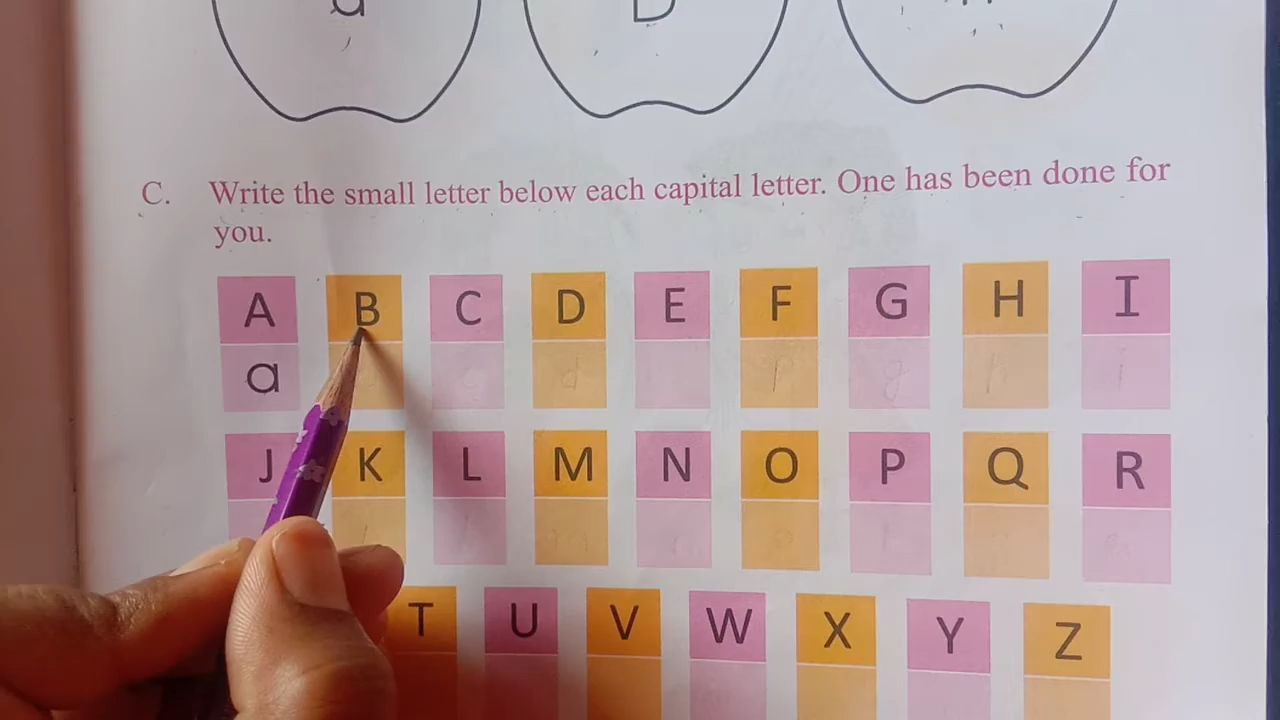 a D
C. Write the small letter below each capital letter. One has been done for
you.
A B C D E F G H I
a d p g h i
J K L M N O P Q R
T U V W X Y Z